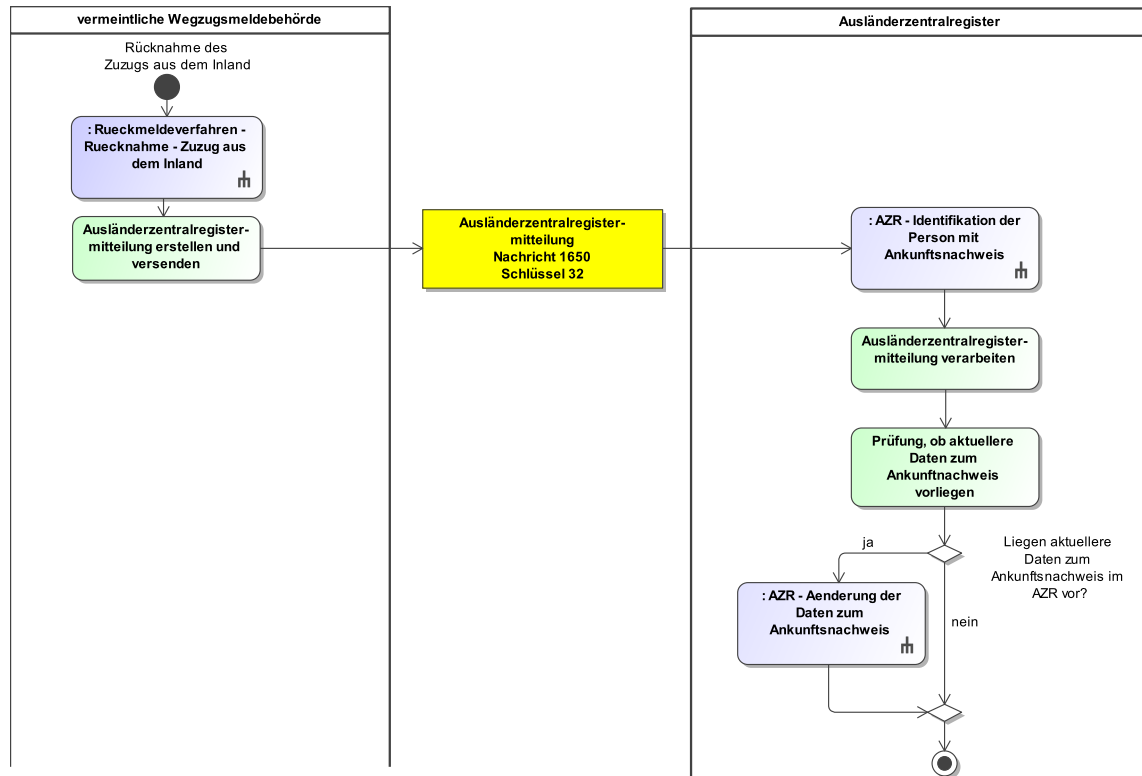 vermeintliche Wegzugsmeldebehörde
Rücknahme des
Zuzugs aus dem Inland
: Rueckmeldeverfahren -
Ruecknahme - Zuzug aus
dem Inland
Ausländerzentralregister-
mitteilung erstellen und
versenden
Ausländerzentralregister-
mitteilung
Nachricht 1650
Schlüssel 32
Ausländerzentralregister
: AZR - Identifikation der
Person mit
Ankunftsnachweis
Ausländerzentralregister-
mitteilung verarbeiten
Prüfung, ob aktuellere
Daten zum
Ankunftnachweis
vorliegen
ja
Liegen aktuellere
Daten zum
Ankunftsnachweis im
AZR vor?
: AZR - Aenderung der
Daten zum
Ankunftsnachweis
nein